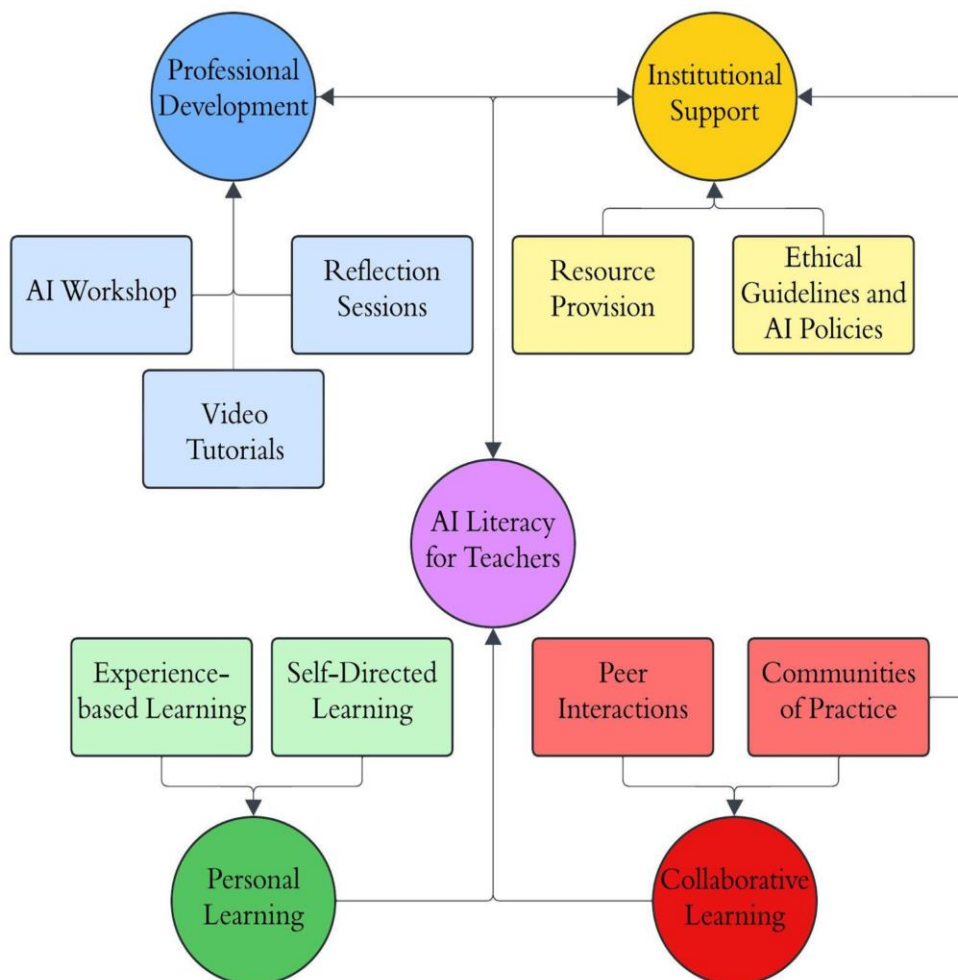 Professional
Development
Institutional
Support
AI Workshop
Reflection
Sessions
Video
Tutorials
Resource
Provision
Ethical
Guidelines and
AI Policies
AI Literacy
for Teachers
Experience-
based Learning
Self-Directed
Learning
Peer
Interactions
Communities
of Practice
Personal
Learning
Collaborative
Learning